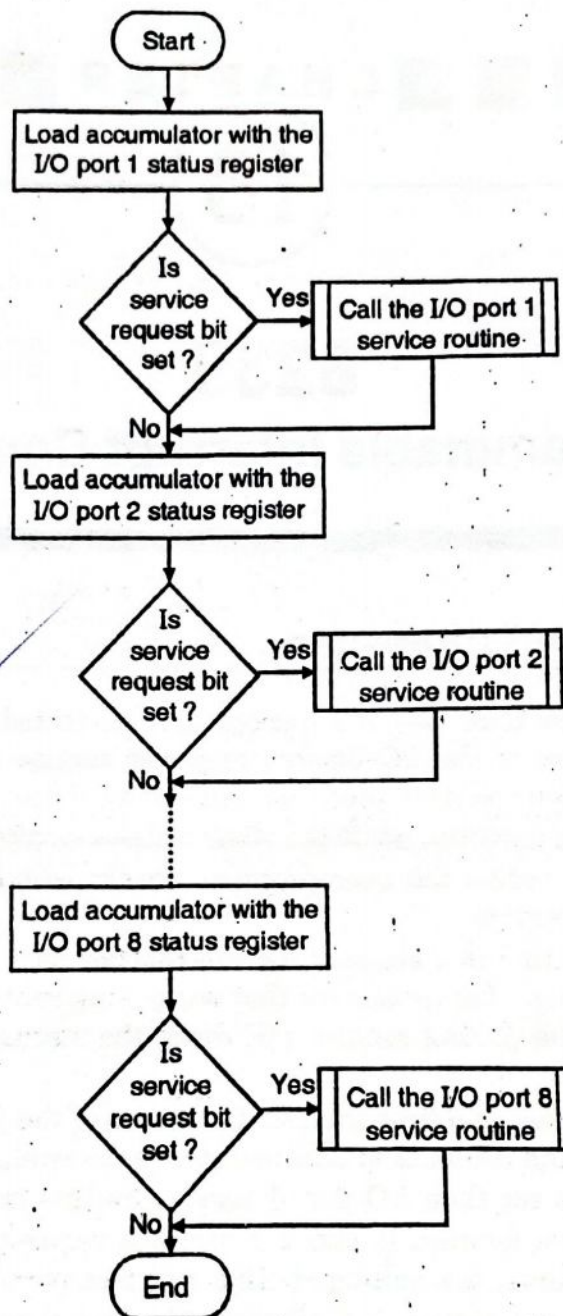 Start
Load accumulator with the
I/O port 1 status register
Is
service
request bit
set ?
Yes
Call the I/O port 1
service routine
No
Load accumulator with the
I/O port 2 status register
Is
service
request bit
set ?
Yes
Call the I/O port 2
service routine
No
Load accumulator with the
I/O port 8 status register
Is
service
request bit
set ?
Yes
Call the I/O port 8
service routine
No
End